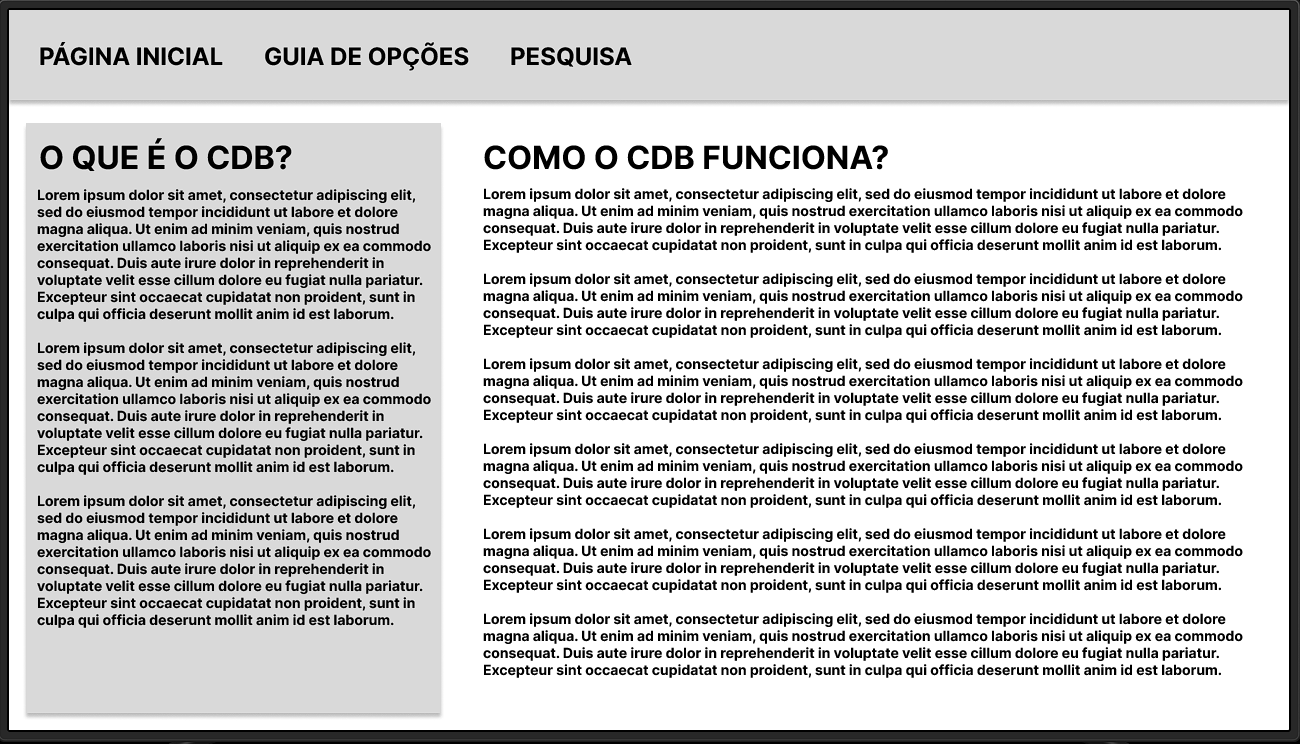 PÁGINA INICIAL GUIA DE OPÇÕES PESQUISA
O QUE É O CDB?
Lorem ipsum dolor sit amet, consectetur adipiscing elit,
sed do eiusmod tempor incididunt ut labore et dolore
magna aliqua. Ut enim ad minim veniam, quis nostrud
exercitation ullamco laboris nisi ut aliquip ex ea commodo
consequat. Duis aute irure dolor in reprehenderit in
voluptate velit esse cillum dolore eu fugiat nulla pariatur.
Excepteur sint occaecat cupidatat non proident, sunt in
culpa qui officia deserunt mollit anim id est laborum.
Lorem ipsum dolor sit amet, consectetur adipiscing elit,
sed do eiusmod tempor incididunt ut labore et dolore
magna aliqua. Ut enim ad minim veniam, quis nostrud
exercitation ullamco laboris nisi ut aliquip ex ea commodo
consequat. Duis aute irure dolor in reprehenderit in
voluptate velit esse cillum dolore eu fugiat nulla pariatur.
Excepteur sint occaecat cupidatat non proident, sunt in
culpa qui officia deserunt mollit anim id est laborum.
Lorem ipsum dolor sit amet, consectetur adipiscing elit,
sed do eiusmod tempor incididunt ut labore et dolore
magna aliqua. Ut enim ad minim veniam, quis nostrud
exercitation ullamco laboris nisi ut aliquip ex ea commodo
consequat. Duis aute irure dolor in reprehenderit in
voluptate velit esse cillum dolore eu fugiat nulla pariatur.
Excepteur sint occaecat cupidatat non proident, sunt in
culpa qui officia deserunt mollit anim id est laborum.
COMO O CDB FUNCIONA?
Lorem ipsum dolor sit amet, consectetur adipiscing elit, sed do eiusmod tempor incididunt ut labore et dolore
magna aliqua. Ut enim ad minim veniam, quis nostrud exercitation ullamco laboris nisi ut aliquip ex ea commodo
consequat. Duis aute irure dolor in reprehenderit in voluptate velit esse cillum dolore eu fugiat nulla pariatur.
Excepteur sint occaecat cupidatat non proident, sunt in culpa qui officia deserunt mollit anim id est laborum.
Lorem ipsum dolor sit amet, consectetur adipiscing elit, sed do eiusmod tempor incididunt ut labore et dolore
magna aliqua. Ut enim ad minim veniam, quis nostrud exercitation ullamco laboris nisi ut aliquip ex ea commodo
consequat. Duis aute irure dolor in reprehenderit in voluptate velit esse cillum dolore eu fugiat nulla pariatur.
Excepteur sint occaecat cupidatat non proident, sunt in culpa qui officia deserunt mollit anim id est laborum.
Lorem ipsum dolor sit amet, consectetur adipiscing elit, sed do eiusmod tempor incididunt ut labore et dolore
magna aliqua. Ut enim ad minim veniam, quis nostrud exercitation ullamco laboris nisi ut aliquip ex ea commodo
consequat. Duis aute irure dolor in reprehenderit in voluptate velit esse cillum dolore eu fugiat nulla pariatur.
Excepteur sint occaecat cupidatat non proident, sunt in culpa qui officia deserunt mollit anim id est laborum.
Lorem ipsum dolor sit amet, consectetur adipiscing elit, sed do eiusmod tempor incididunt ut labore et dolore
magna aliqua. Ut enim ad minim veniam, quis nostrud exercitation ullamco laboris nisi ut aliquip ex ea commodo
consequat. Duis aute irure dolor in reprehenderit in voluptate velit esse cillum dolore eu fugiat nulla pariatur.
Excepteur sint occaecat cupidatat non proident, sunt in culpa qui officia deserunt mollit anim id est laborum.
Lorem ipsum dolor sit amet, consectetur adipiscing elit, sed do eiusmod tempor incididunt ut labore et dolore
magna aliqua. Ut enim ad minim veniam, quis nostrud exercitation ullamco laboris nisi ut aliquip ex ea commodo
consequat. Duis aute irure dolor in reprehenderit in voluptate velit esse cillum dolore eu fugiat nulla pariatur.
Excepteur sint occaecat cupidatat non proident, sunt in culpa qui officia deserunt mollit anim id est laborum.
Lorem ipsum dolor sit amet, consectetur adipiscing elit, sed do eiusmod tempor incididunt ut labore et dolore
magna aliqua. Ut enim ad minim veniam, quis nostrud exercitation ullamco laboris nisi ut aliquip ex ea commodo
consequat. Duis aute irure dolor in reprehenderit in voluptate velit esse cillum dolore eu fugiat nulla pariatur.
Excepteur sint occaecat cupidatat non proident, sunt in culpa qui officia deserunt mollit anim id est laborum.